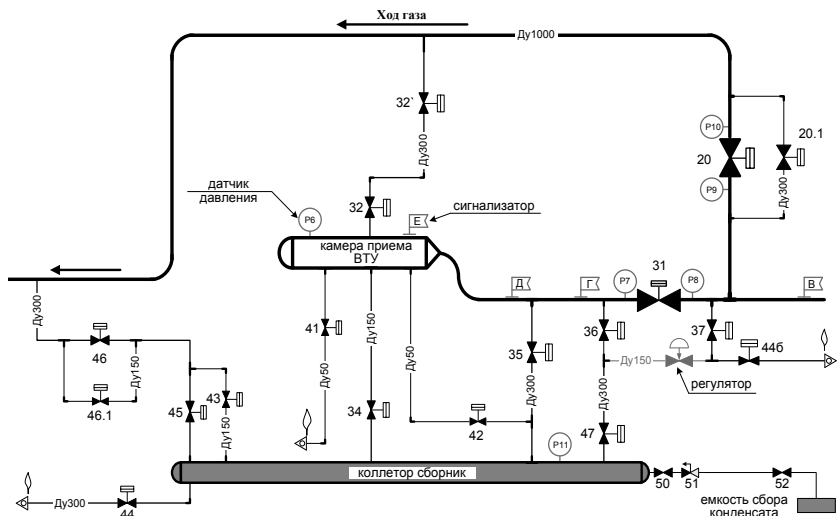 Ход газа
Ду1000
32`
P10
20.1
20
Ду300
Ду300
P9
датчик
давления
P6
32
E
сигнализатор
камера приема
ВТУ
31
Д
Г
P7
P8
В
Ду300
41
Ду150
36
37
44б
46
Ду50
35
Ду50
Ду150
регулятор
Ду150
43
Ду300
Ду300
46.1
45
34
42
47
Ду150
P11
коллетор сборник
50
51
52
Ду300
44
емкость сбора
конденсата